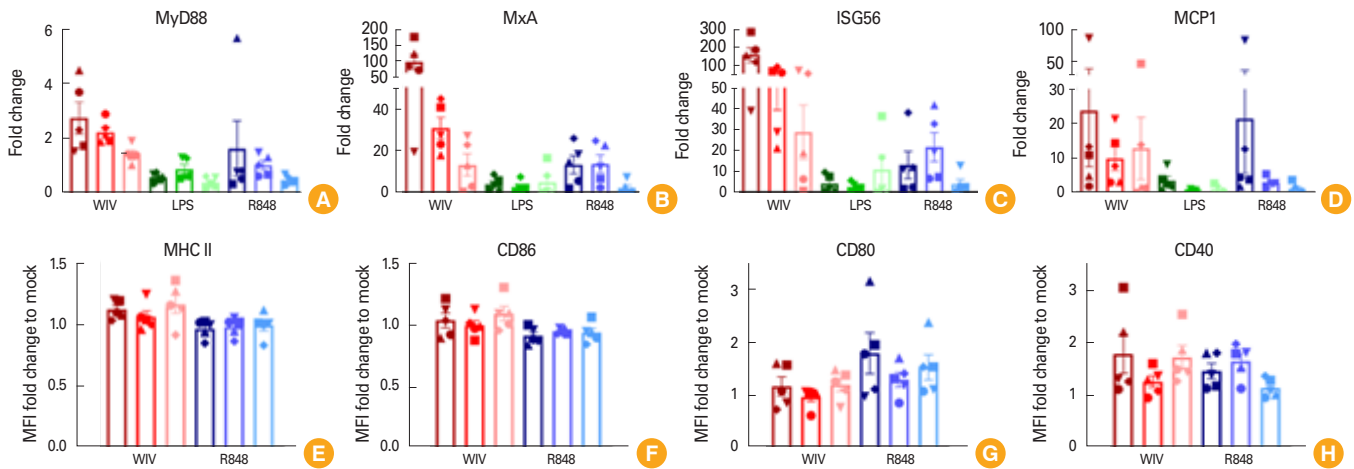 MyD88
Fold change
6
4
2
0
WIV LPS R848
A
MxA
Fold change
200
150
100
50
40
20
0
WIV LPS R848
B
ISG56
Fold change
300
200
100
50
40
30
20
10
0
WIV LPS R848
C
MCP1
Fold change
100
50
30
20
10
0
WIV LPS R848
D
MHC II
MFI fold change to mock
1.5
1.0
0.5
0.0
WIV R848
E
CD86
MFI fold change to mock
1.5
1.0
0.5
0.0
WIV R848
F
CD80
MFI fold change to mock
3
2
1
0
WIV R848
G
CD40
MFI fold change to mock
3
2
1
0
WIV R848
H